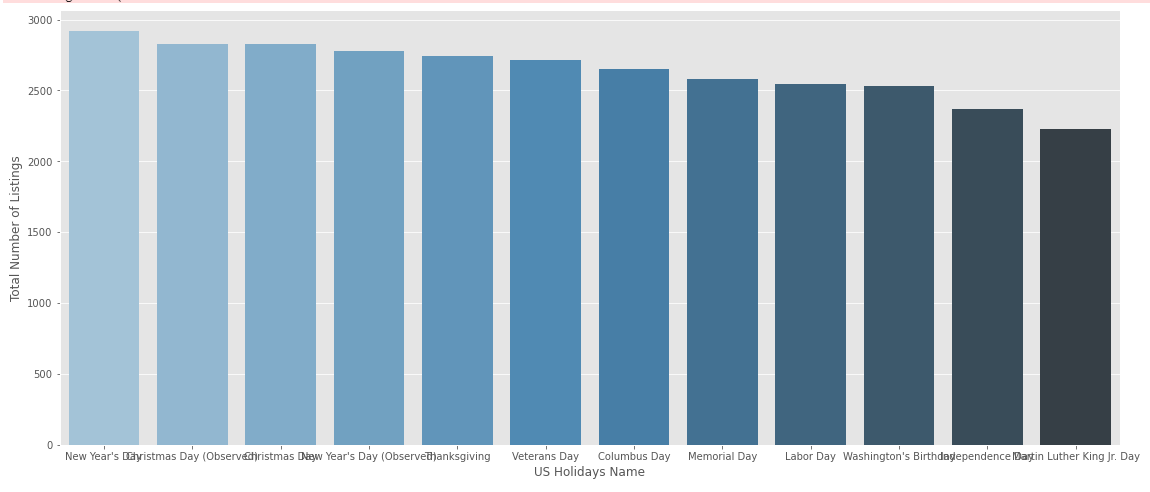 3000
2500
2000
1500
1000
500
0
Total Number of Listings
New Year's Day
Christmas Day (Observed)
Christmas Day
New Year's Day (Observed)
Thanksgiving
Veterans Day
Columbus Day
Memorial Day
Labor Day
Washington's Birthday
Independence Day
Martin Luther King Jr. Day
US Holidays Name